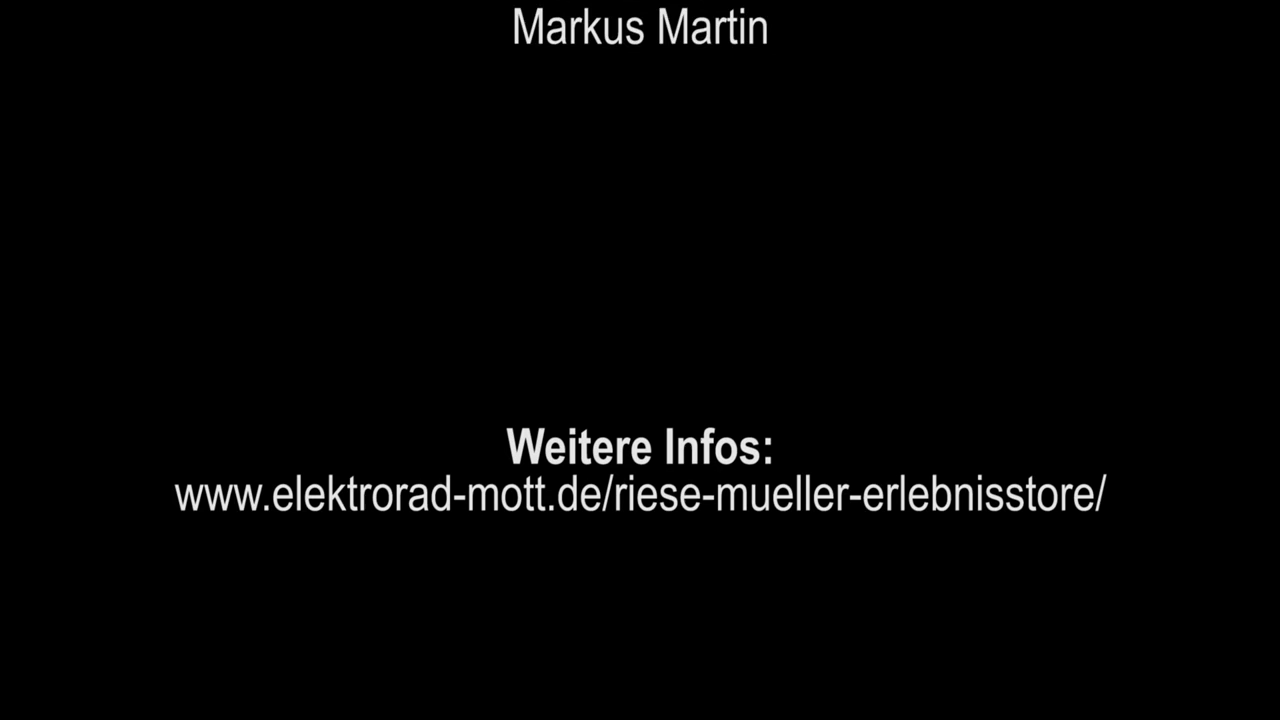 Markus Martin
Weitere Infos:
www.elektrorad-mott.de/riese-mueller-erlebnisstore/